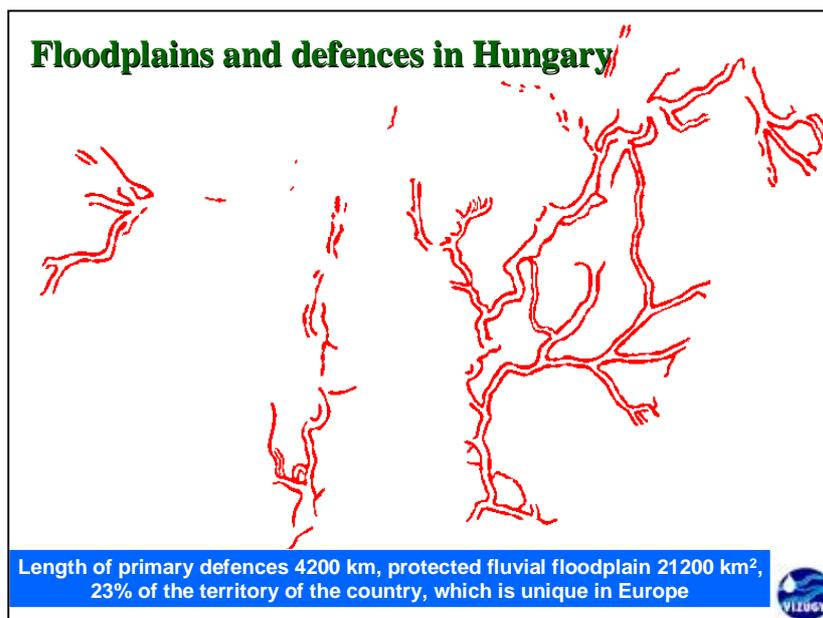 Floodplains and defences in Hungary
Length of primary defences 4200 km, protected fluvial floodplain 21200 km²,
23% of the territory of the country, which is unique in Europe